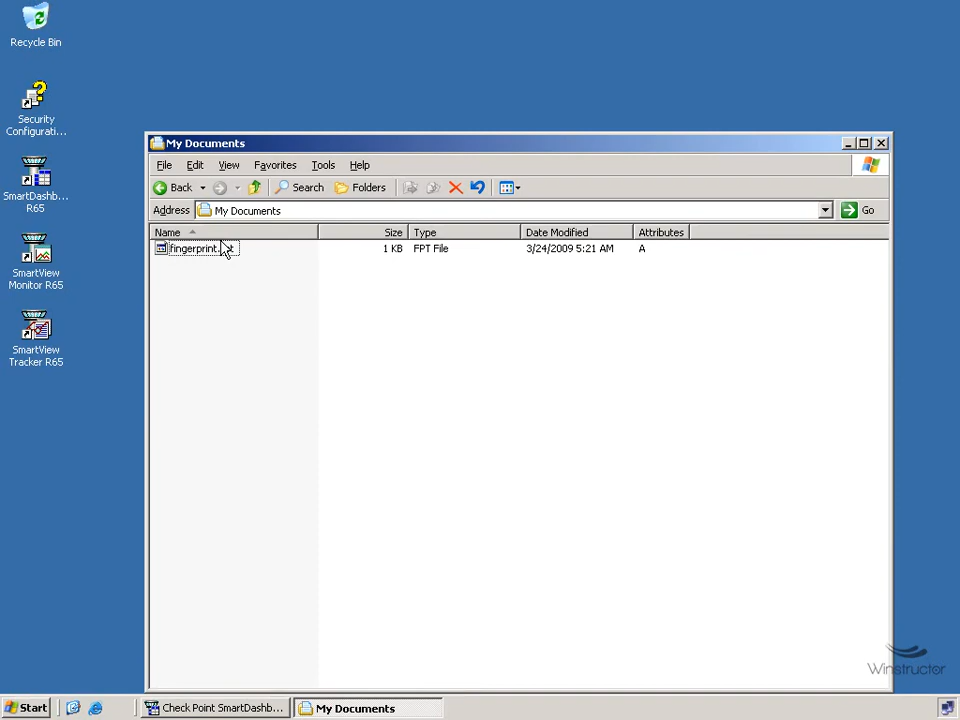 Recycle Bin
Security
Configurati...
SmartDashb...
R65
SmartView
Monitor R65
SmartView
Tracker R65
My Documents
File Edit View Favorites Tools Help
Back Search Folders
Address My Documents Go
Name Size Type Date Modified Attributes
1 KB FPT File 3/24/2009 5:21 AM A
Winstructor
Start Check Point SmartDashb... My Documents